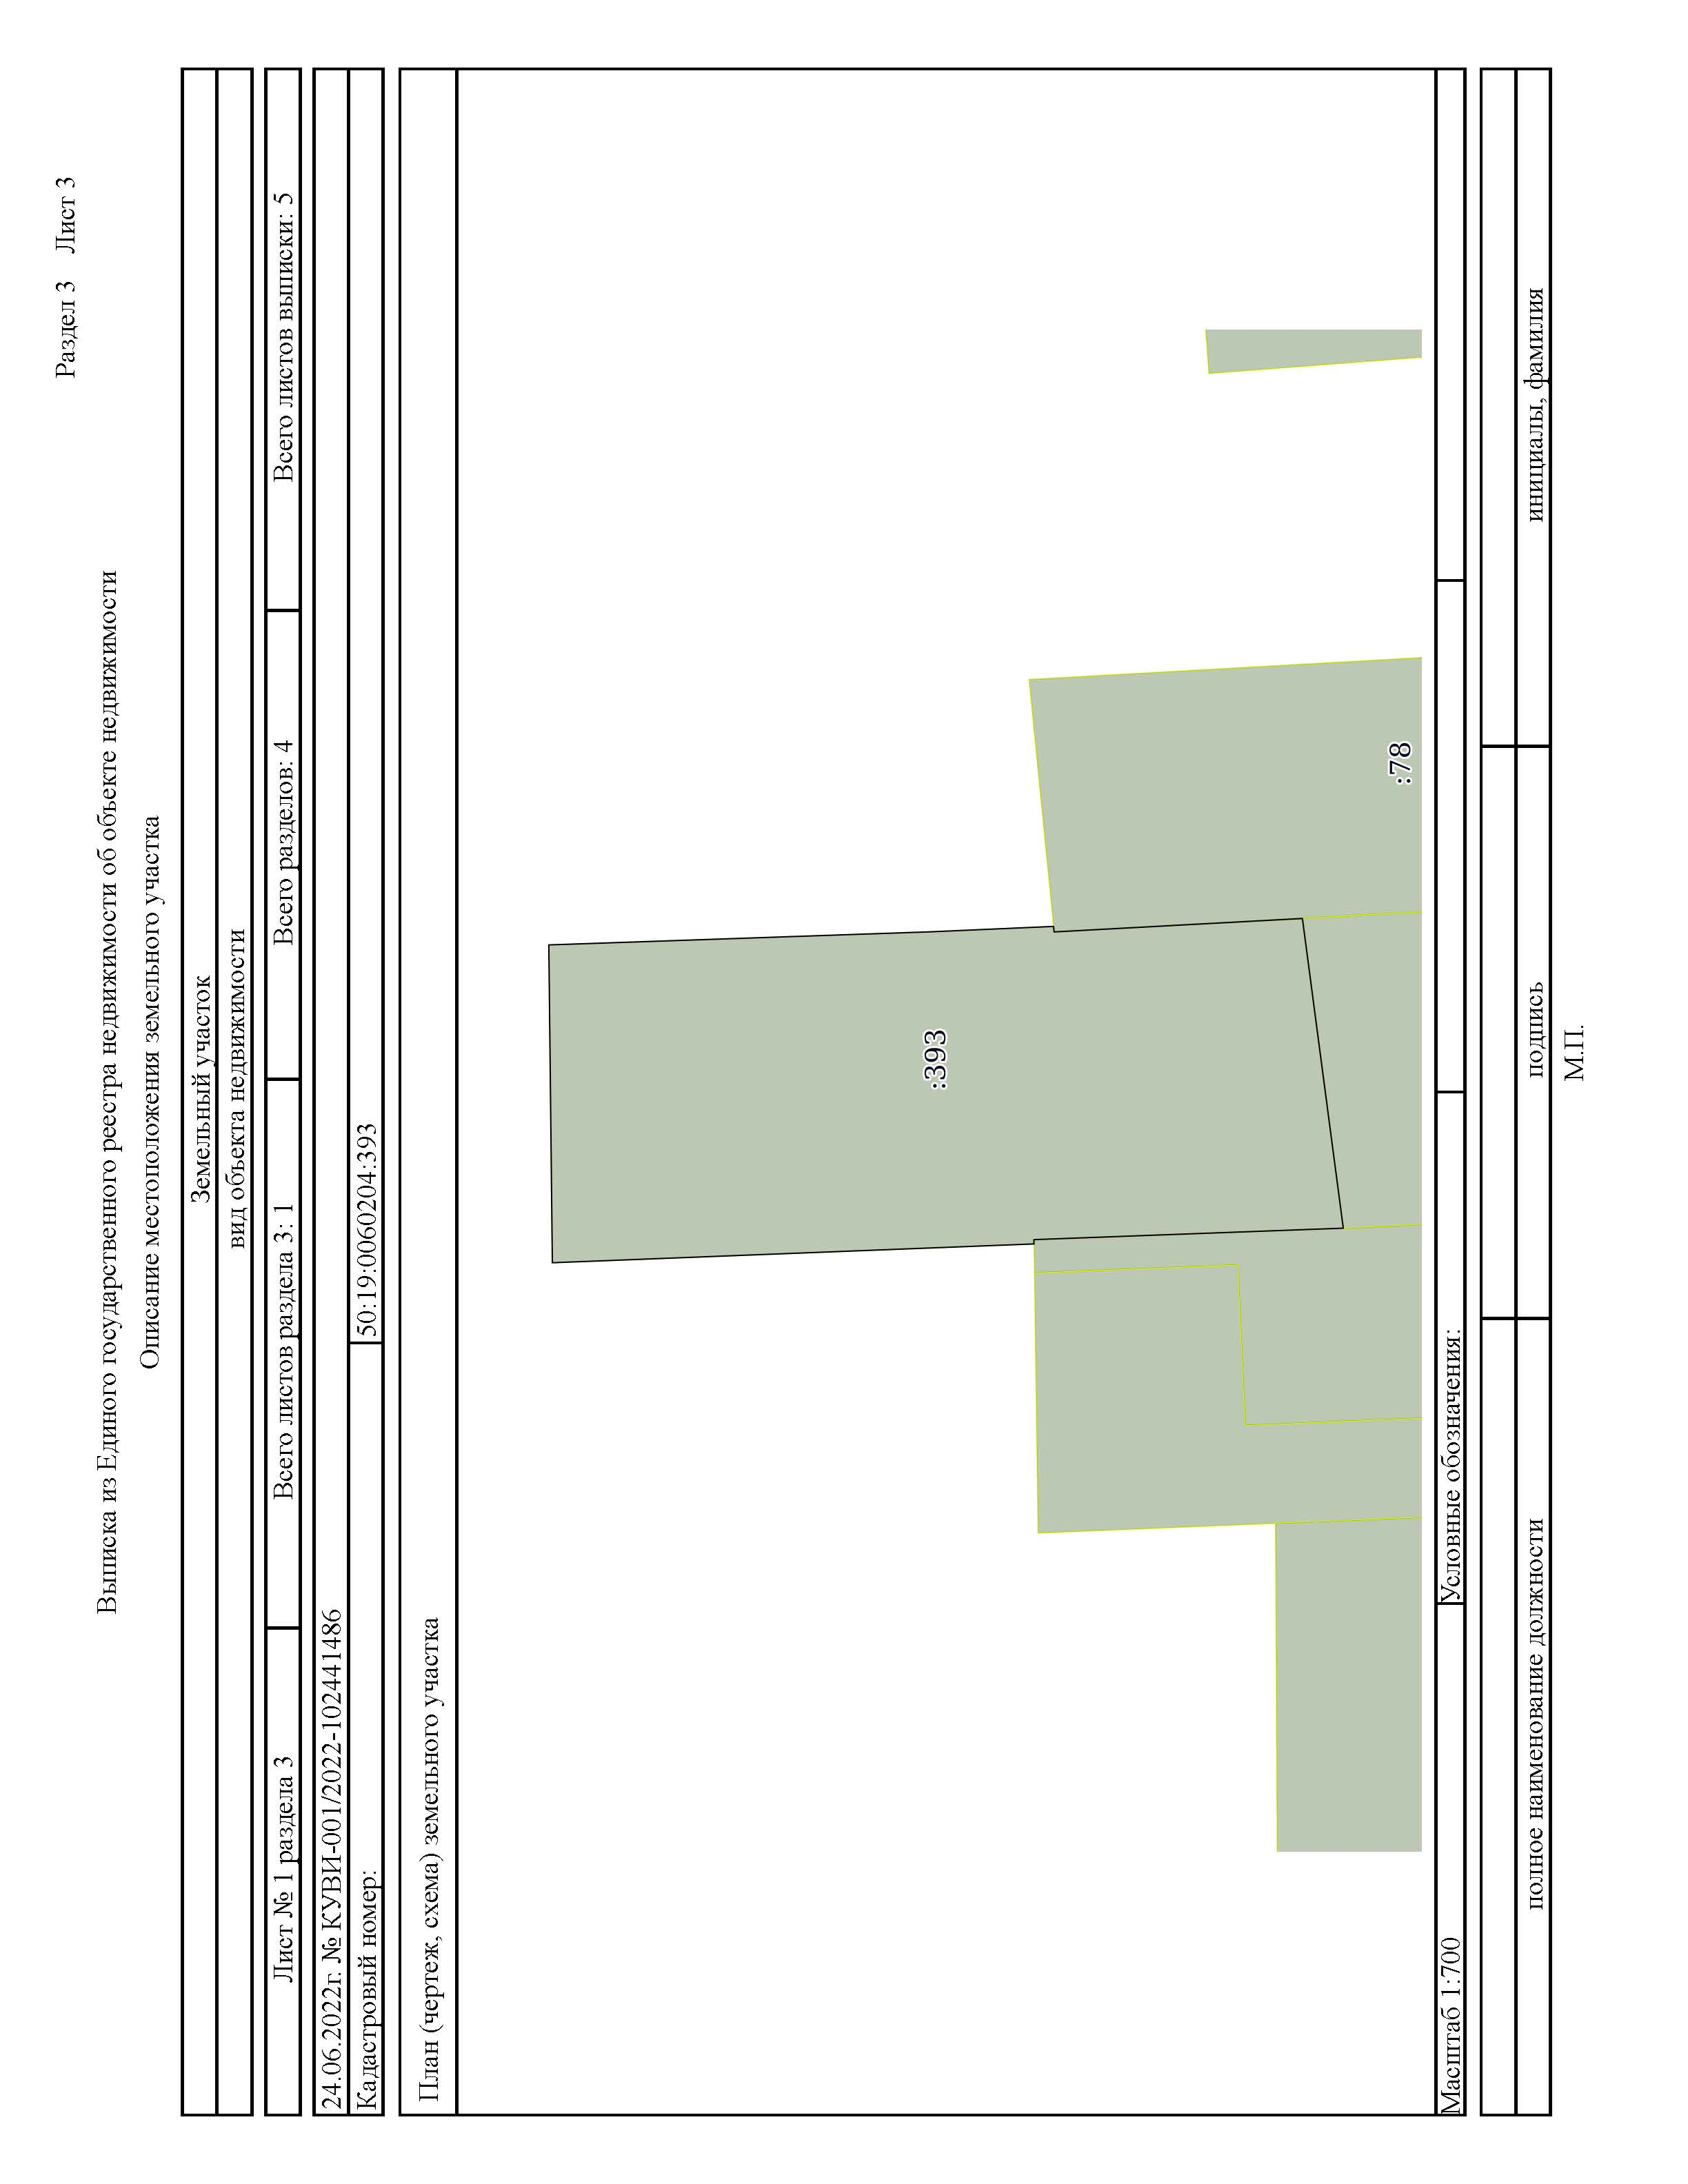 Раздел 3 Лист 3
Выписка из Единого государственного реестра недвижимости об объекте недвижимости
Описание местоположения земельного участка
Земельный участок
вид объекта недвижимости
Лист № 1 раздела 3 Всего листов раздела 3: 1 Всего разделов: 4 Всего листов выписки: 5
24.06.2022г. № КУВИ-001/2022-102441486
Кадастровый номер: 50:19:0060204:393
План (чертеж, схема) земельного участка
:393
:78
Масштаб 1:700 Условные обозначения:
полное наименование должности подпись инициалы, фамилия
М.П.